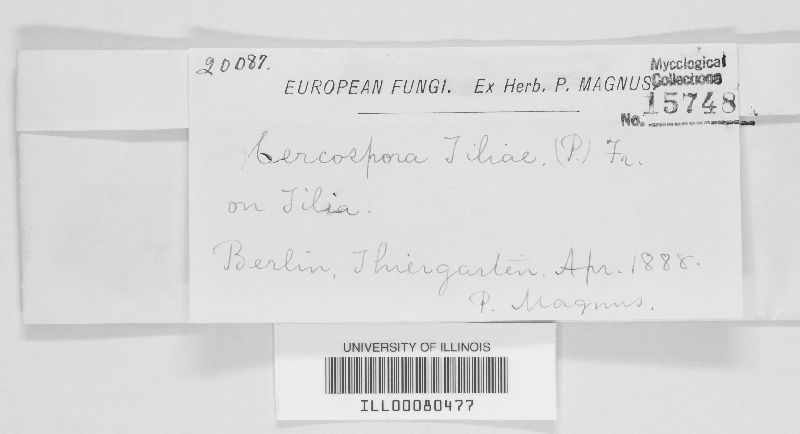 20087.
EUROPEAN FUNGI. Ex Herb. P. MAGNUS.
Mycological
Collections
No. 15748
Cercospora Tiliae, (P.) Fr.
on Tilia.
Berlin, Thiergarten. Apr. 1888.
P. Magnus.
UNIVERSITY OF ILLINOIS
ILL00080477